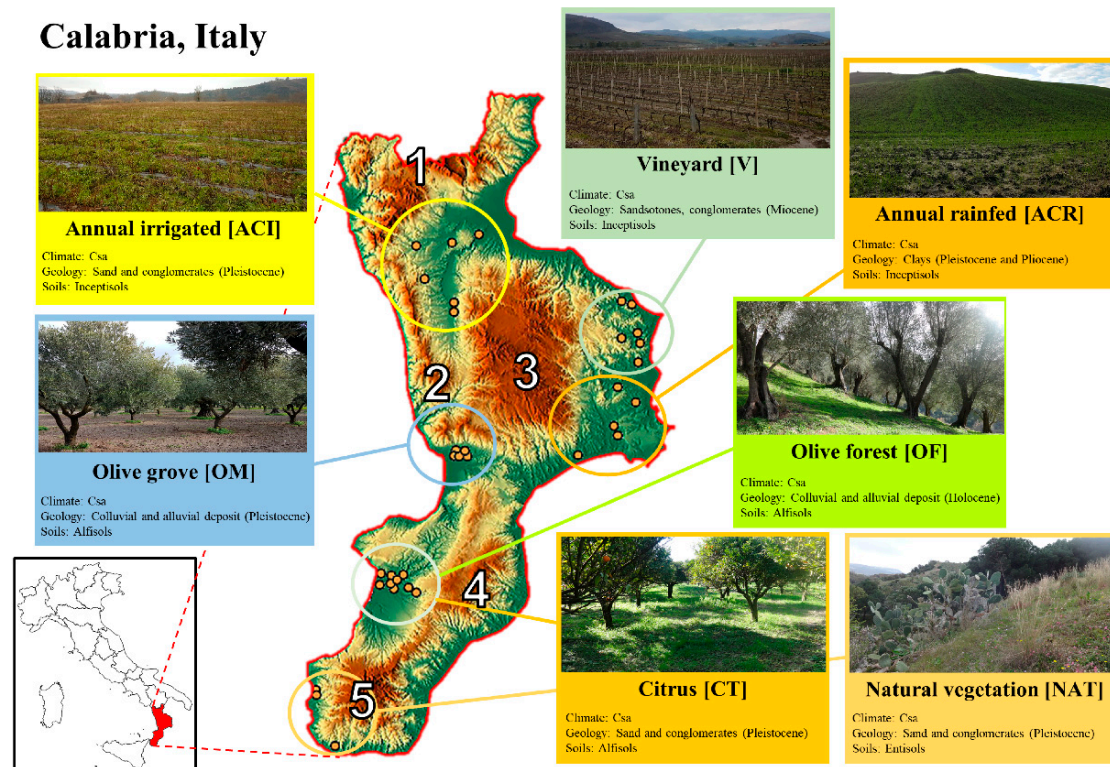 Calabria, Italy
Annual irrigated [ACI]
Climate: Csa
Geology: Sand and conglomerates (Pleistocene)
Soils: Inceptisols
Vineyard [V]
Climate: Csa
Geology: Sandsotones, conglomerates (Miocene)
Soils: Inceptisols
Annual rainfed [ACR]
Climate: Csa
Geology: Clays (Pleistocene and Pliocene)
Soils: Inceptisols
Olive grove [OM]
Climate: Csa
Geology: Colluvial and alluvial deposit (Pleistocene)
Soils: Alfisols
Olive forest [OF]
Climate: Csa
Geology: Colluvial and alluvial deposit (Holocene)
Soils: Alfisols
Citrus [CT]
Climate: Csa
Geology: Sand and conglomerates (Pleistocene)
Soils: Alfisols
Natural vegetation [NAT]
Climate: Csa
Geology: Sand and conglomerates (Pleistocene)
Soils: Entisols
1
2
3
4
5